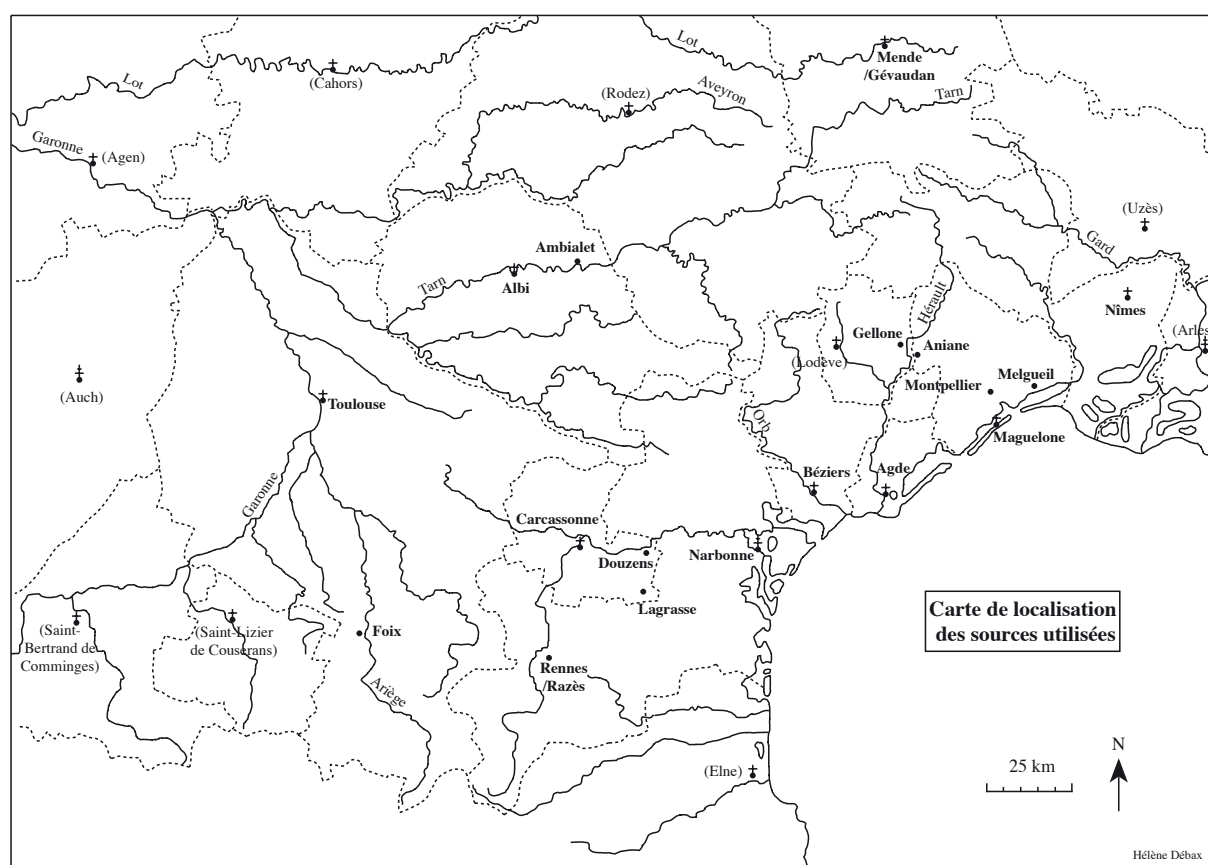 Lot
Mende
/Gévaudan
Lot
(Cahors)
(Rodez)
Aveyron
Tarn
Garonne
(Agen)
(Uzès)
Gard
Ambialet
Tarn
Albi
Nîmes
Hérault
Gellone
Aniane
(Arles)
(Lodève)
Montpellier
Melgueil
(Auch)
Toulouse
Orb
Maguelone
Béziers
Agde
Garonne
Carcassonne
Douzens
Narbonne
Lagrasse
Carte de localisation
des sources utilisées
(Saint-
Bertrand de
Comminges)
(Saint-Lizier
de Couserans)
Foix
Rennes
/Razès
Ariège
(Elne)
25 km
N
Hélène Débax